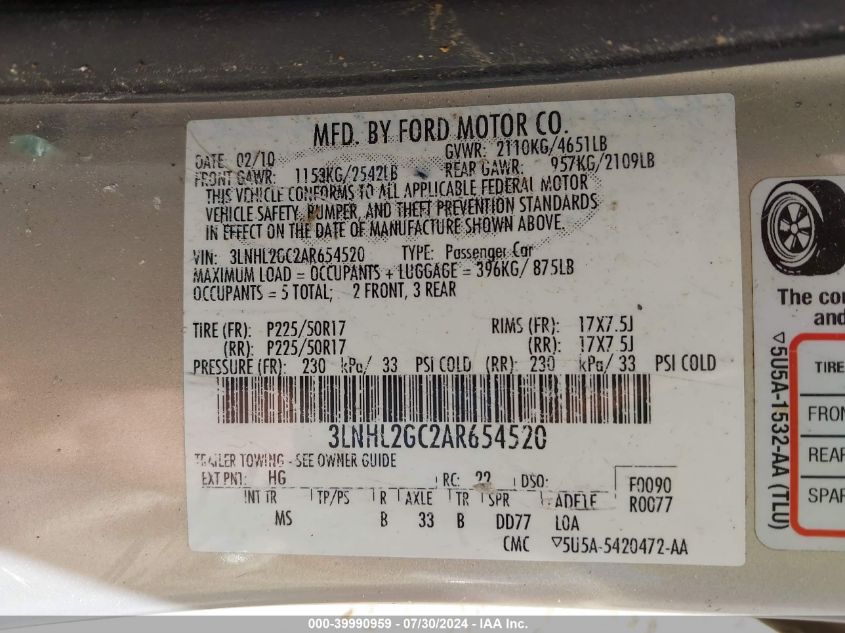 MFD. BY FORD MOTOR CO.
DATE: 02/10 GVWR: 2110KG/4651LB
FRONT GAWR: 1153KG/2542LB REAR GAWR: 957KG/2109LB
THIS VEHICLE CONFORMS TO ALL APPLICABLE FEDERAL MOTOR
VEHICLE SAFETY, BUMPER, AND THEFT PREVENTION STANDARDS
IN EFFECT ON THE DATE OF MANUFACTURE SHOWN ABOVE.
VIN: 3LNHL2GC2AR654520 TYPE: Passenger Car
MAXIMUM LOAD = OCCUPANTS + LUGGAGE = 396KG/ 875LB
OCCUPANTS = 5 TOTAL; 2 FRONT, 3 REAR
TIRE (FR): P225/50R17 RIMS (FR): 17X7.5J
(RR): P225/50R17 (RR): 17X7.5J
PRESSURE (FR): 230 kPa/ 33 PSI COLD (RR): 230 kPa/ 33 PSI COLD
3LNHL2GC2AR654520
TRAILER TOWING - SEE OWNER GUIDE
EXT PNT: HG RC: 22 DSO: F0090
R0077
INT TR TP/PS R AXLE TR SPR ADELE
MS B 33 B DD77 LOA
CMC ▽5U5A-5420472-AA
The con
and
TIRE
FRON
REAR
SPAR
▽5U5A-1532-AA (TLU)
000-39990959 - 07/30/2024 - IAA Inc.